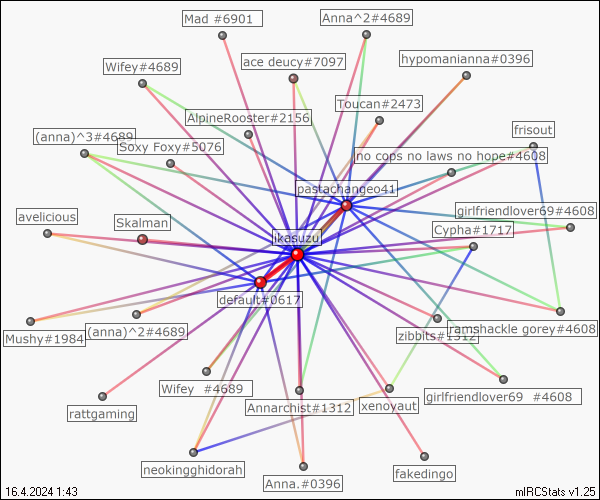 Mad #6901
Anna^2#4689
ace deucy#7097
hypomanianna#0396
Wifey#4689
Toucan#2473
AlpineRooster#2156
frisout
(anna)^3#4689
Soxy Foxy#5076
no cops no laws no hope#4608
pastachangeo41
avelicious
Skalman
girlfriendlover69#4608
Cypha#1717
ikasuzu
default#0617
Mushy#1984
(anna)^2#4689
zibbits#1312
ramshackle gorey#4608
Wifey #4689
Annarchist#1312
xenoyaut
girlfriendlover69 #4608
rattgaming
neokingghidorah
Anna.#0396
fakedingo
16.4.2024 1:43
mIRCStats v1.25